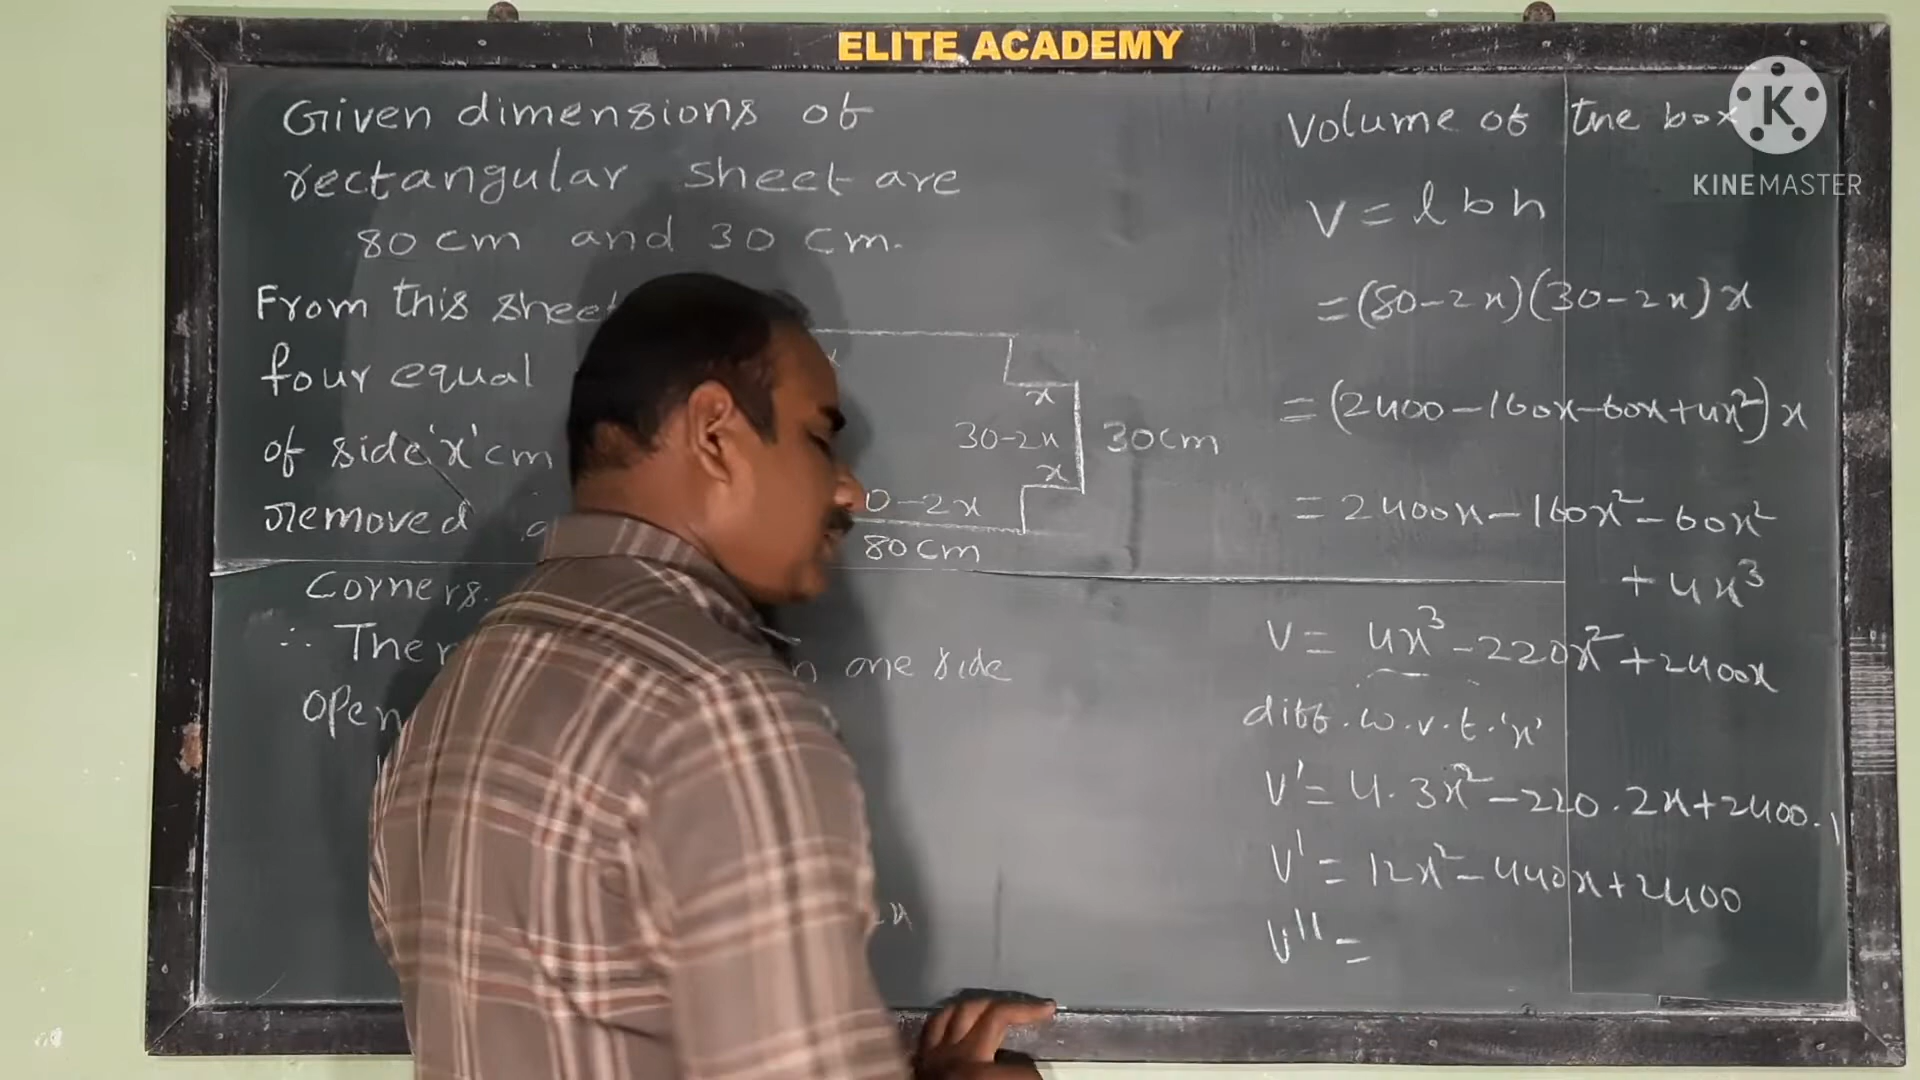 ELITE ACADEMY
Given dimensions of
rectangular sheet are
80 cm and 30 cm.
From this sheet
four equal
of side 'x' cm
removed
corners.
∴
one side
open
x
x
30-2x
x
30cm
0-2x
80cm
2x
Volume of the box
V = l b h
= (80-2x)(30-2x) x
= (2400-160x-60x+4x²) x
= 2400x-160x²-60x²
+ 4x³
V = 4x³-220x²+2400x
diff. w.r.t. 'x'
V' = 4.3x²-220.2x+2400.1
V' = 12x²-440x+2400
V'' =
K
KINEMASTER